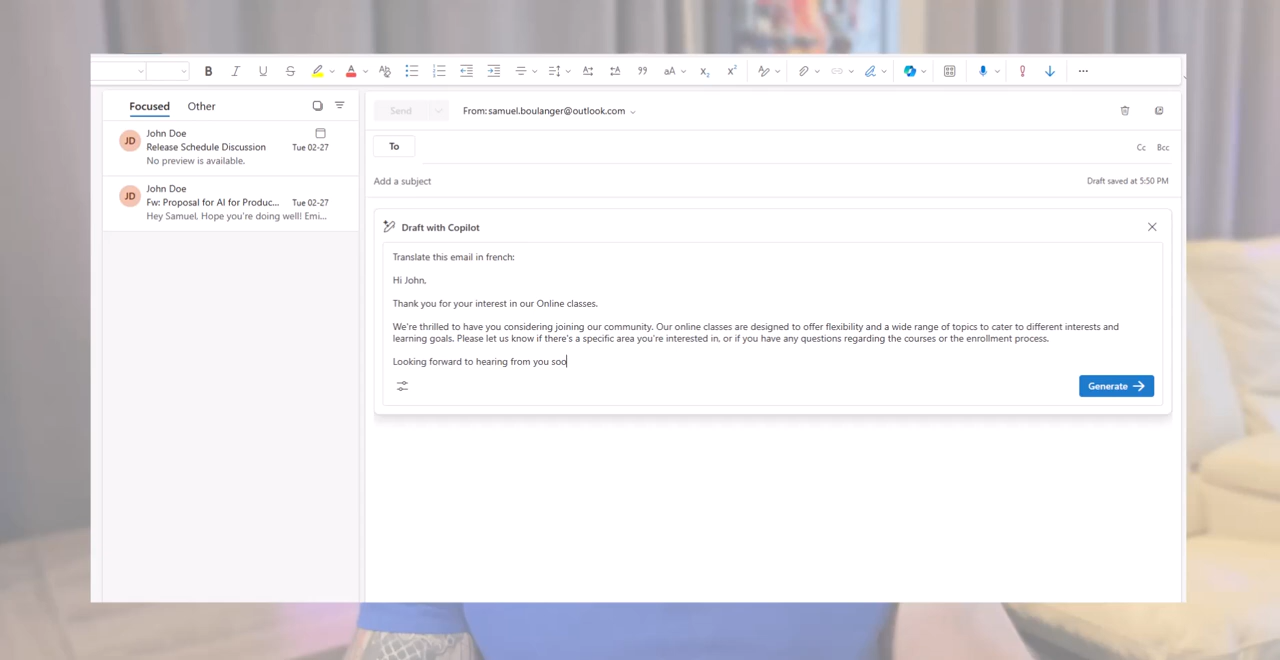 Focused
Other
John Doe
Release Schedule Discussion
Tue 02-27
No preview is available.
John Doe
Fw: Proposal for AI for Produc...
Tue 02-27
Hey Samuel, Hope you're doing well! Emi...
JD
JD
Send
From: samuel.boulanger@outlook.com
To
Cc
Bcc
Add a subject
Draft saved at 5:50 PM
Draft with Copilot
Translate this email in french:
Hi John,
Thank you for your interest in our Online classes.
We're thrilled to have you considering joining our community. Our online classes are designed to offer flexibility and a wide range of topics to cater to different interests and
learning goals. Please let us know if there's a specific area you're interested in, or if you have any questions regarding the courses or the enrollment process.
Looking forward to hearing from you soo
Generate